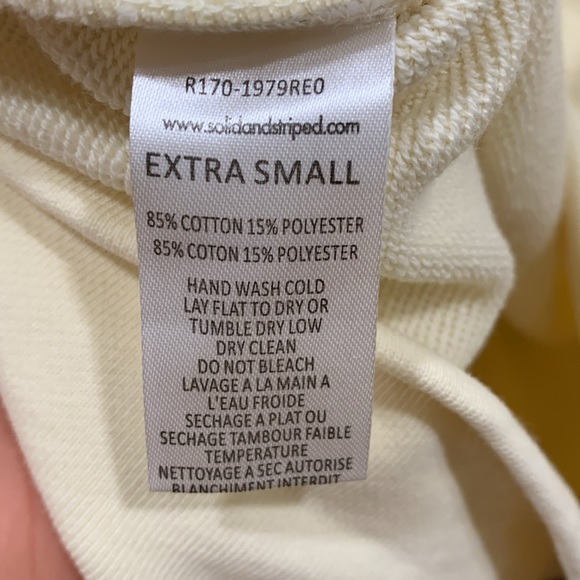 R170-1979RE0
www.solidandstriped.com
EXTRA SMALL
85% COTTON 15% POLYESTER
85% COTON 15% POLYESTER
HAND WASH COLD
LAY FLAT TO DRY OR
TUMBLE DRY LOW
DRY CLEAN
DO NOT BLEACH
LAVAGE A LA MAIN A
L'EAU FROIDE
SECHAGE A PLAT OU
SECHAGE TAMBOUR FAIBLE
TEMPERATURE
NETTOYAGE A SEC AUTORISE
BLANCHIMENT INTERDIT